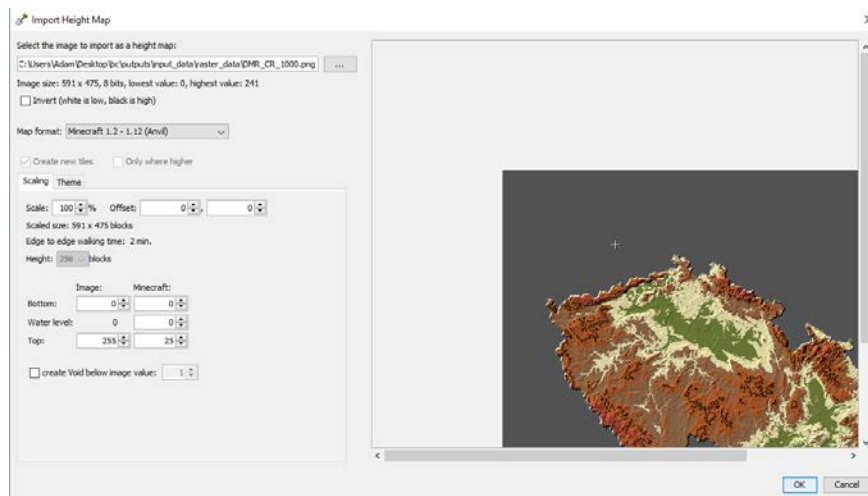 Import Height Map
Select the image to import as a height map:
C:\Users\Adam\Desktop\bc\outputs\input_data\raster_data\DMR_CR_1000.png ...
Image size: 591 x 475, 8 bits, lowest value: 0, highest value: 241
Invert (white is low, black is high)
Map format: Minecraft 1.2 - 1.12 (Anvil)
Create new tiles Only where higher
Scaling Theme
Scale: 100 % Offset: 0 , 0
Scaled size: 591 x 475 blocks
Edge to edge walking time: 2 min.
Height: 256 blocks
Image: Minecraft:
Bottom: 0 0
Water level: 0 0
Top: 255 25
create Void below image value: 1
OK Cancel